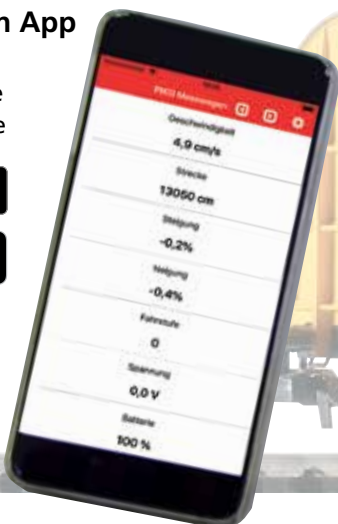 n App
e
e
PIKO Messwagen
Geschwindigkeit
4,9 cm/s
Strecke
13050 cm
Steigung
-0,2%
Neigung
-0,4%
Fahrstufe
0
Spannung
0,0 V
Batterie
100 %